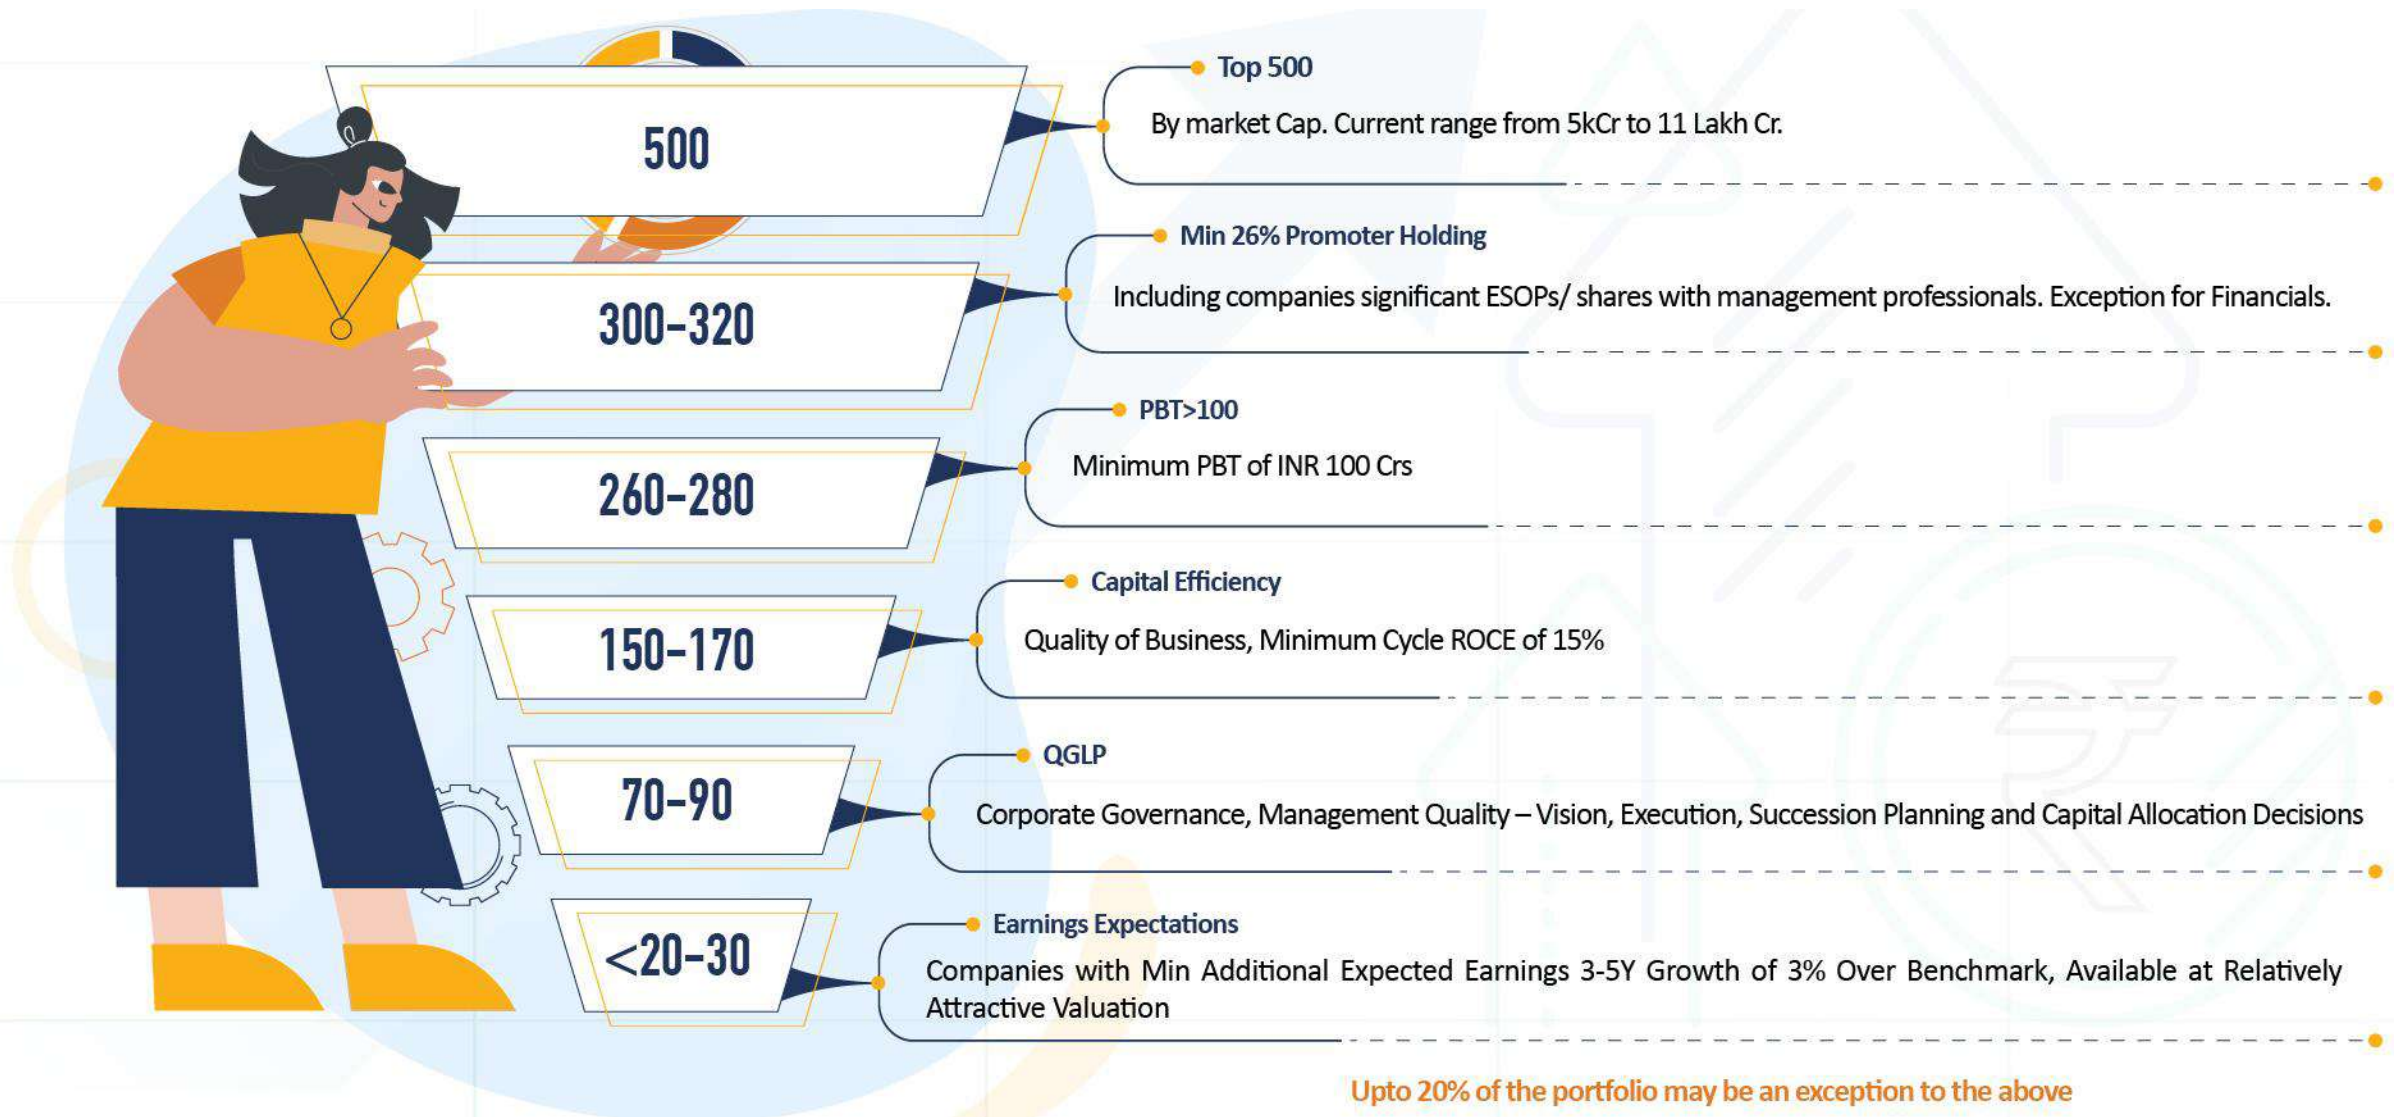 500
Top 500
By market Cap. Current range from 5kCr to 11 Lakh Cr.
300-320
Min 26% Promoter Holding
Including companies significant ESOPs/ shares with management professionals. Exception for Financials.
260-280
PBT>100
Minimum PBT of INR 100 Crs
150-170
Capital Efficiency
Quality of Business, Minimum Cycle ROCE of 15%
70-90
QGLP
Corporate Governance, Management Quality – Vision, Execution, Succession Planning and Capital Allocation Decisions
<20-30
Earnings Expectations
Companies with Min Additional Expected Earnings 3-5Y Growth of 3% Over Benchmark, Available at Relatively
Attractive Valuation
Upto 20% of the portfolio may be an exception to the above